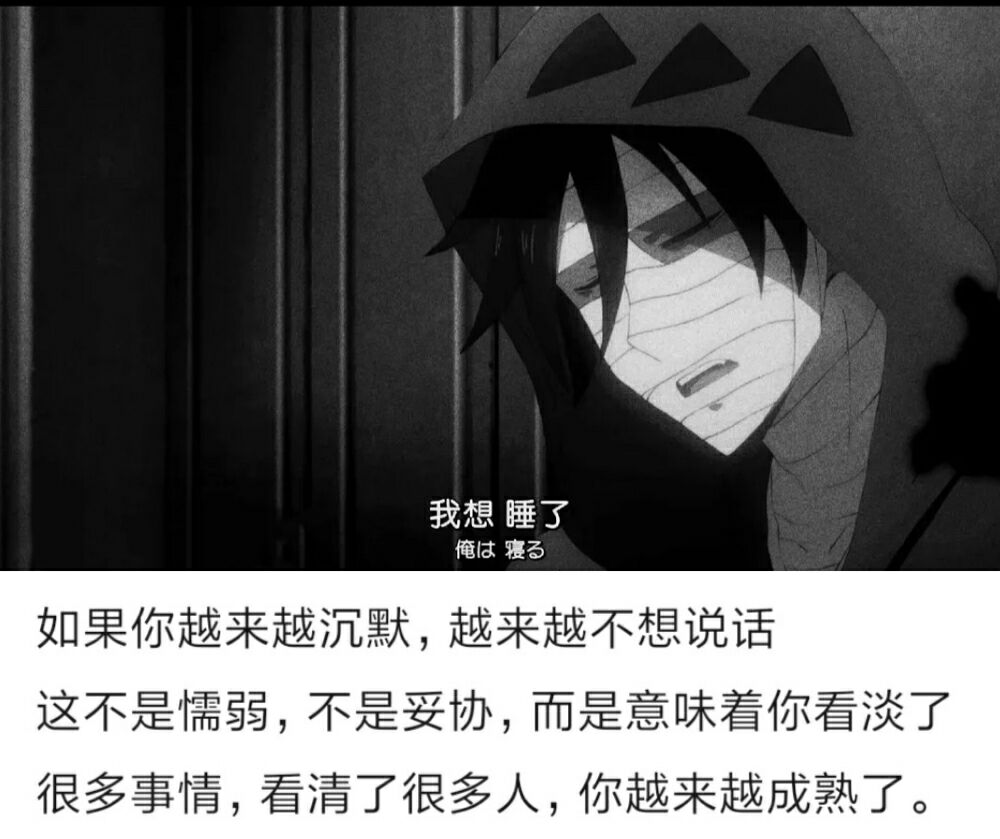 我想 睡了
俺は 寝る
如果你越来越沉默，越来越不想说话
这不是懦弱，不是妥协，而是意味着你看淡了
很多事情，看清了很多人，你越来越成熟了。